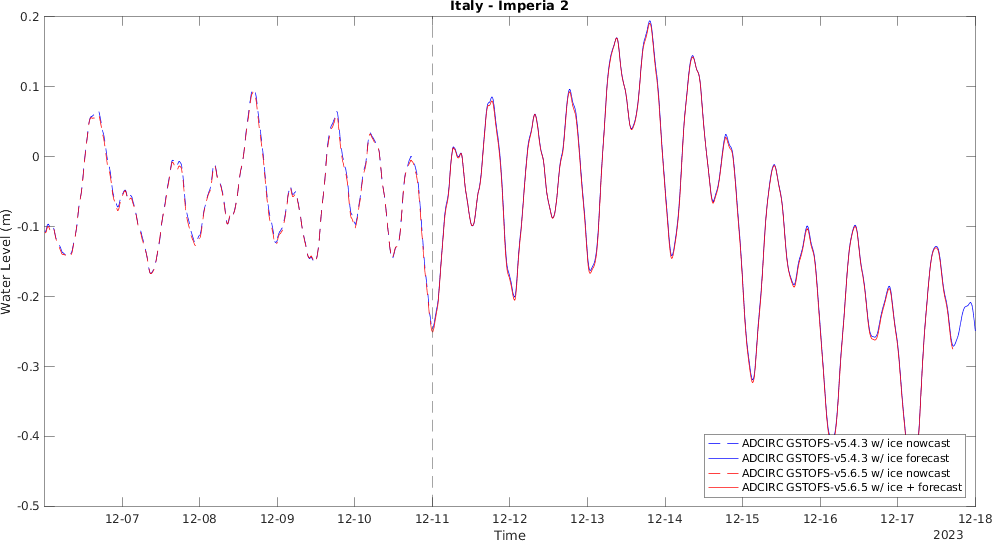 Italy - Imperia 2
0.2
0.1
0
-0.1
-0.2
-0.3
-0.4
-0.5
Water Level (m)
ADCIRC GSTOFS-v5.4.3 w/ ice nowcast
ADCIRC GSTOFS-v5.4.3 w/ ice forecast
ADCIRC GSTOFS-v5.6.5 w/ ice nowcast
ADCIRC GSTOFS-v5.6.5 w/ ice + forecast
12-07 12-08 12-09 12-10 12-11 12-12 12-13 12-14 12-15 12-16 12-17 12-18
Time
2023